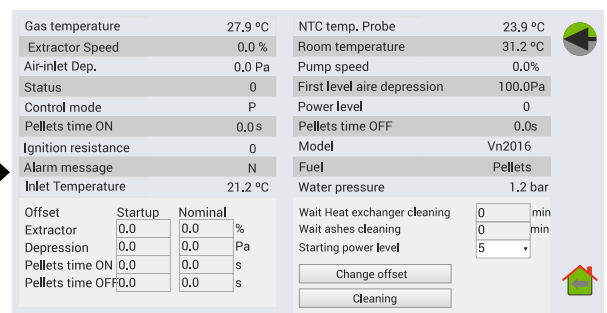 Gas temperature 27.9 ºC
Extractor Speed 0.0 %
Air-inlet Dep. 0.0 Pa
Status 0
Control mode P
Pellets time ON 0.0 s
Ignition resistance 0
Alarm message N
Inlet Temperature 21.2 ºC
Offset Startup Nominal
Extractor 0.0 0.0 %
Depression 0.0 0.0 Pa
Pellets time ON 0.0 0.0 s
Pellets time OFF 0.0 0.0 s
NTC temp. Probe 23.9 ºC
Room temperature 31.2 ºC
Pump speed 0.0%
First level aire depression 100.0Pa
Power level 0
Pellets time OFF 0.0s
Model Vn2016
Fuel Pellets
Water pressure 1.2 bar
Wait Heat exchanger cleaning 0 min
Wait ashes cleaning 0 min
Starting power level 5
Change offset
Cleaning